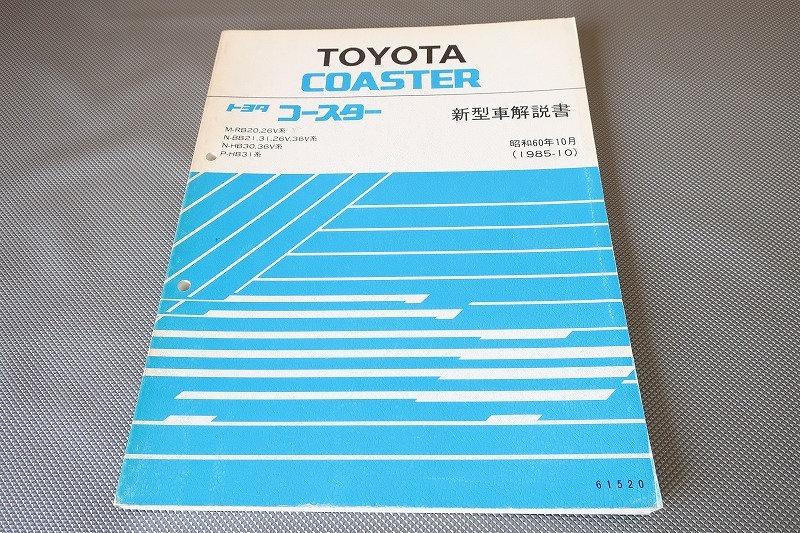 TOYOTA
COASTER
トヨタ コースター 新型車解説書
M-RB20,26V系
N-BB21,31,26V,36V系
N-HB30,36V系
P-HB31系
昭和60年10月
(1985-10)
61520